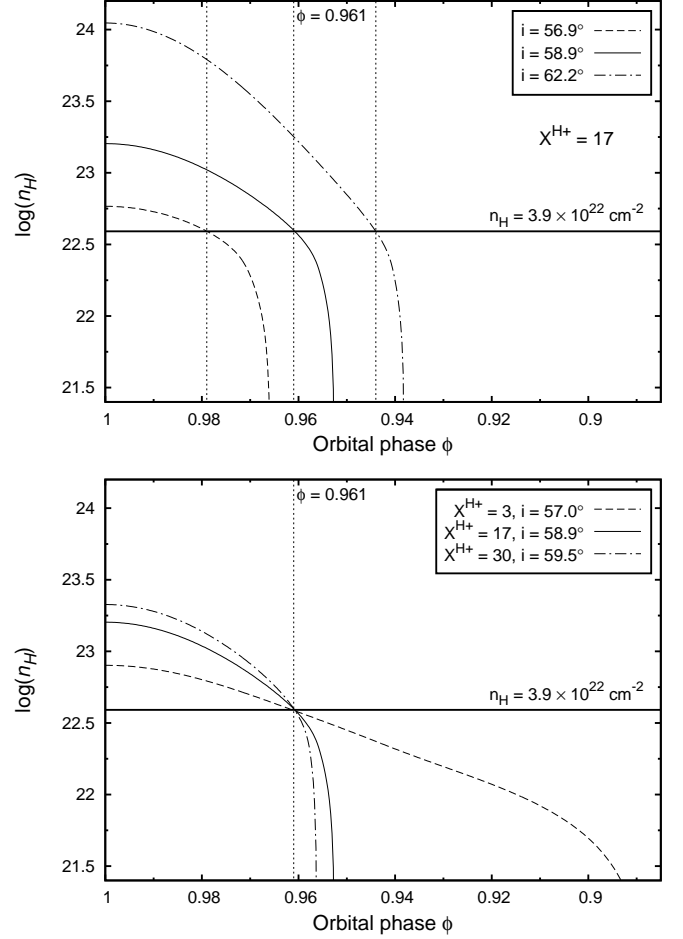 ϕ = 0.961
i = 56.9°
i = 58.9°
i = 62.2°
X^{H+} = 17
n_H = 3.9 × 10^{22} cm^{-2}
log(n_H)
24
23.5
23
22.5
22
21.5
1 0.98 0.96 0.94 0.92 0.9
Orbital phase ϕ
ϕ = 0.961
X^{H+} = 3, i = 57.0°
X^{H+} = 17, i = 58.9°
X^{H+} = 30, i = 59.5°
n_H = 3.9 × 10^{22} cm^{-2}
log(n_H)
24
23.5
23
22.5
22
21.5
1 0.98 0.96 0.94 0.92 0.9
Orbital phase ϕ